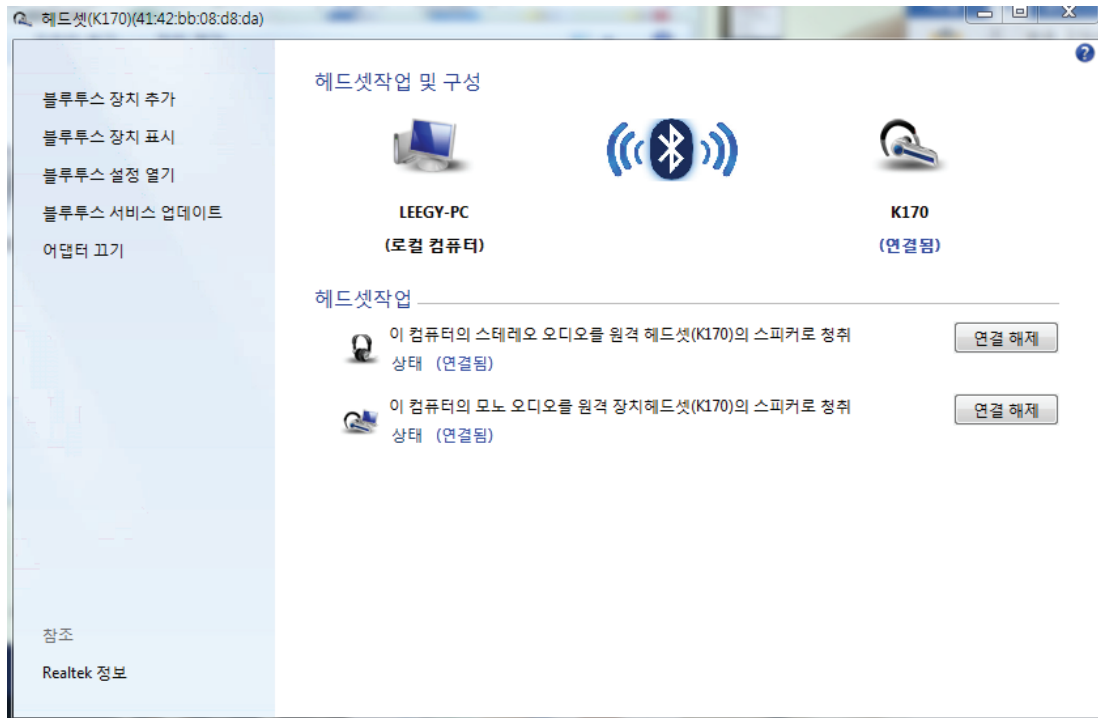 헤드셋(K170)(41:42:bb:08:d8:da)
블루투스 장치 추가
블루투스 장치 표시
블루투스 설정 열기
블루투스 서비스 업데이트
어댑터 끄기
참조
Realtek 정보
헤드셋작업 및 구성
LEEGY-PC
(로컬 컴퓨터)
K170
(연결됨)
헤드셋작업
이 컴퓨터의 스테레오 오디오를 원격 헤드셋(K170)의 스피커로 청취
상태 (연결됨)
연결 해제
이 컴퓨터의 모노 오디오를 원격 장치헤드셋(K170)의 스피커로 청취
상태 (연결됨)
연결 해제